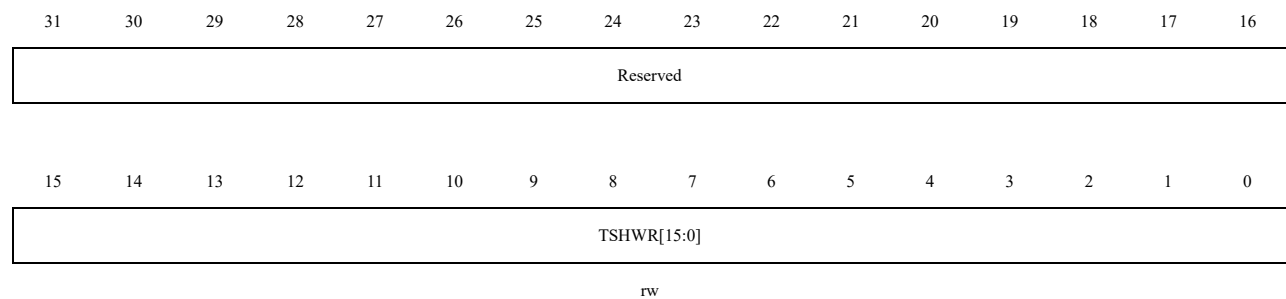 31 30 29 28 27 26 25 24 23 22 21 20 19 18 17 16
Reserved
15 14 13 12 11 10 9 8 7 6 5 4 3 2 1 0
TSHWR[15:0]
rw